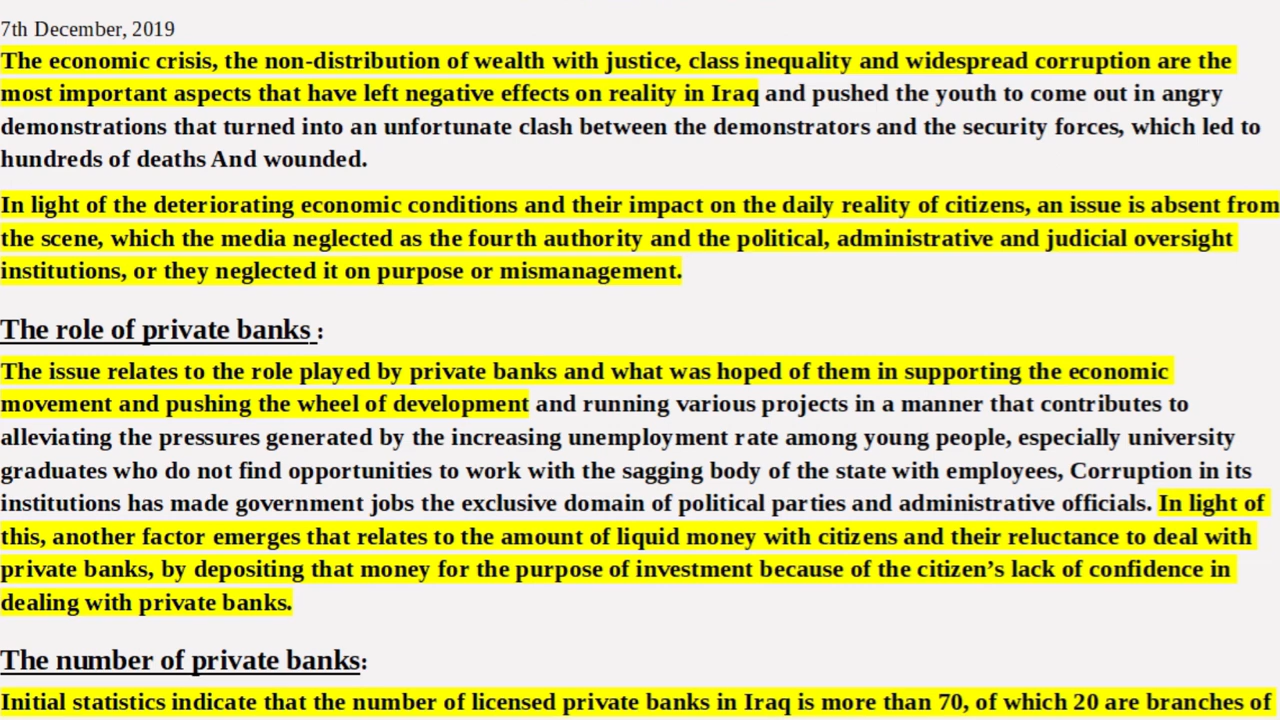 7th December, 2019
The economic crisis, the non-distribution of wealth with justice, class inequality and widespread corruption are the
most important aspects that have left negative effects on reality in Iraq and pushed the youth to come out in angry
demonstrations that turned into an unfortunate clash between the demonstrators and the security forces, which led to
hundreds of deaths And wounded.
In light of the deteriorating economic conditions and their impact on the daily reality of citizens, an issue is absent from
the scene, which the media neglected as the fourth authority and the political, administrative and judicial oversight
institutions, or they neglected it on purpose or mismanagement.
The role of private banks :
The issue relates to the role played by private banks and what was hoped of them in supporting the economic
movement and pushing the wheel of development and running various projects in a manner that contributes to
alleviating the pressures generated by the increasing unemployment rate among young people, especially university
graduates who do not find opportunities to work with the sagging body of the state with employees, Corruption in its
institutions has made government jobs the exclusive domain of political parties and administrative officials. In light of
this, another factor emerges that relates to the amount of liquid money with citizens and their reluctance to deal with
private banks, by depositing that money for the purpose of investment because of the citizen’s lack of confidence in
dealing with private banks.
The number of private banks:
Initial statistics indicate that the number of licensed private banks in Iraq is more than 70, of which 20 are branches of